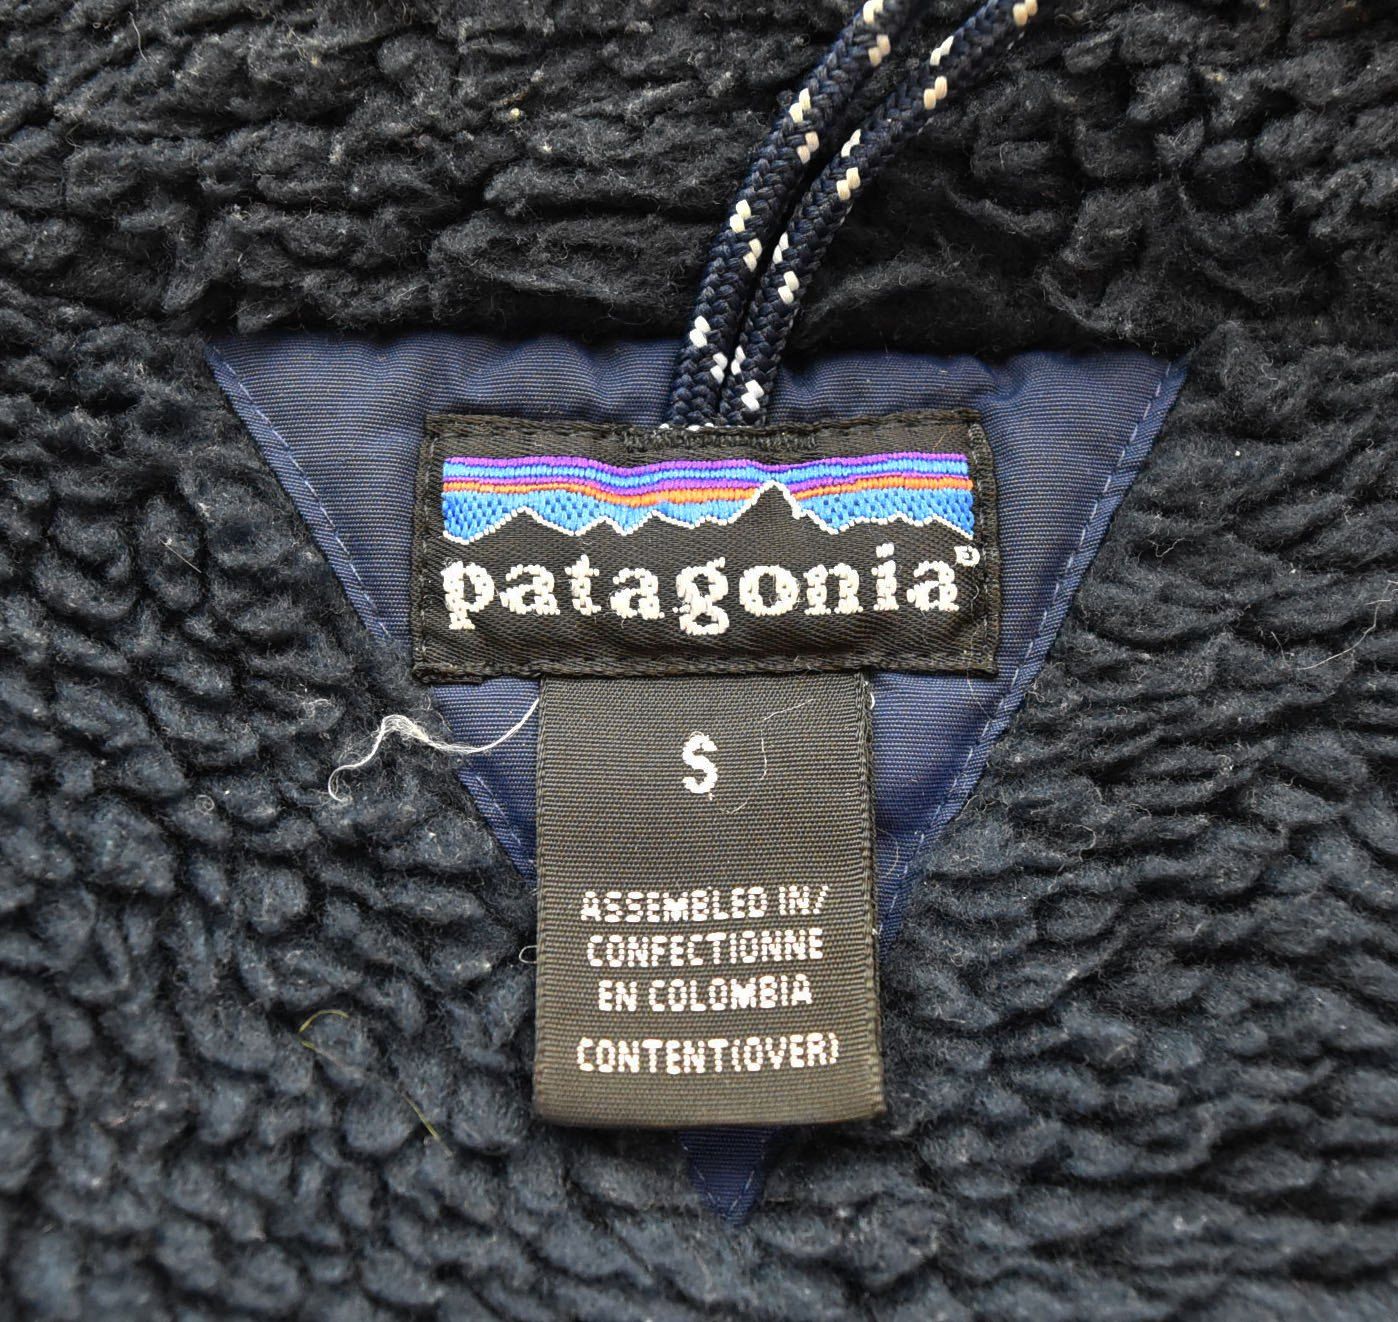 patagonia®
S
ASSEMBLED IN/
CONFECTIONNE
EN COLOMBIA
CONTENT(OVER)